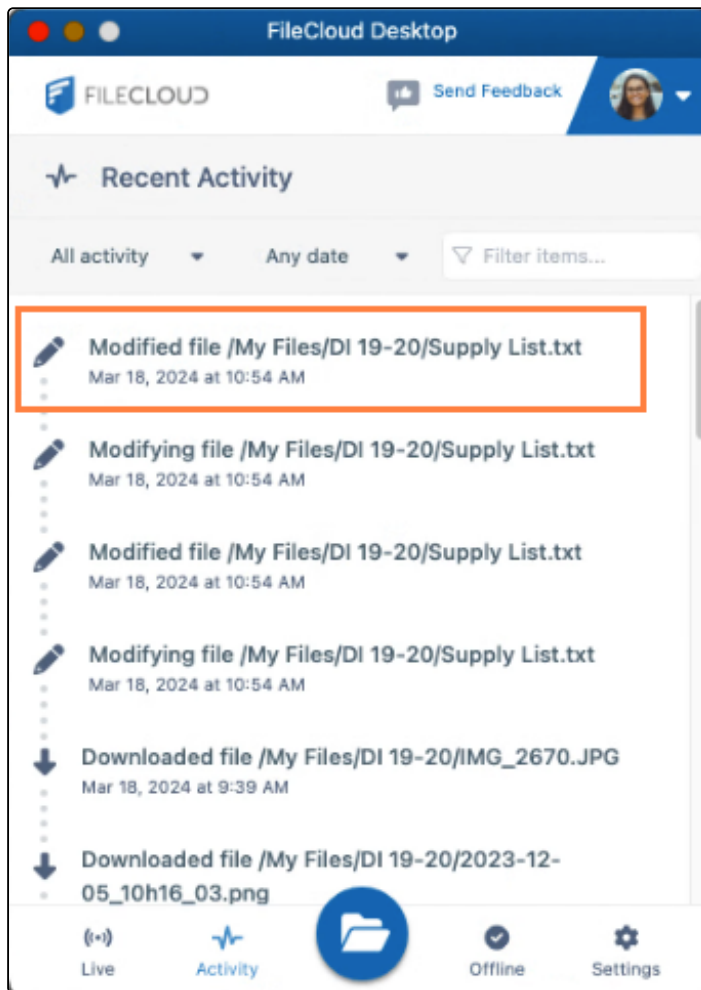 FileCloud Desktop
FILECLOUD
Send Feedback
Recent Activity
All activity
Any date
Filter items...
Modified file /My Files/DI 19-20/Supply List.txt
Mar 18, 2024 at 10:54 AM
Modifying file /My Files/DI 19-20/Supply List.txt
Mar 18, 2024 at 10:54 AM
Modified file /My Files/DI 19-20/Supply List.txt
Mar 18, 2024 at 10:54 AM
Modifying file /My Files/DI 19-20/Supply List.txt
Mar 18, 2024 at 10:54 AM
Downloaded file /My Files/DI 19-20/IMG_2670.JPG
Mar 18, 2024 at 9:39 AM
Downloaded file /My Files/DI 19-20/2023-12-
05_10h16_03.png
Live
Activity
Offline
Settings